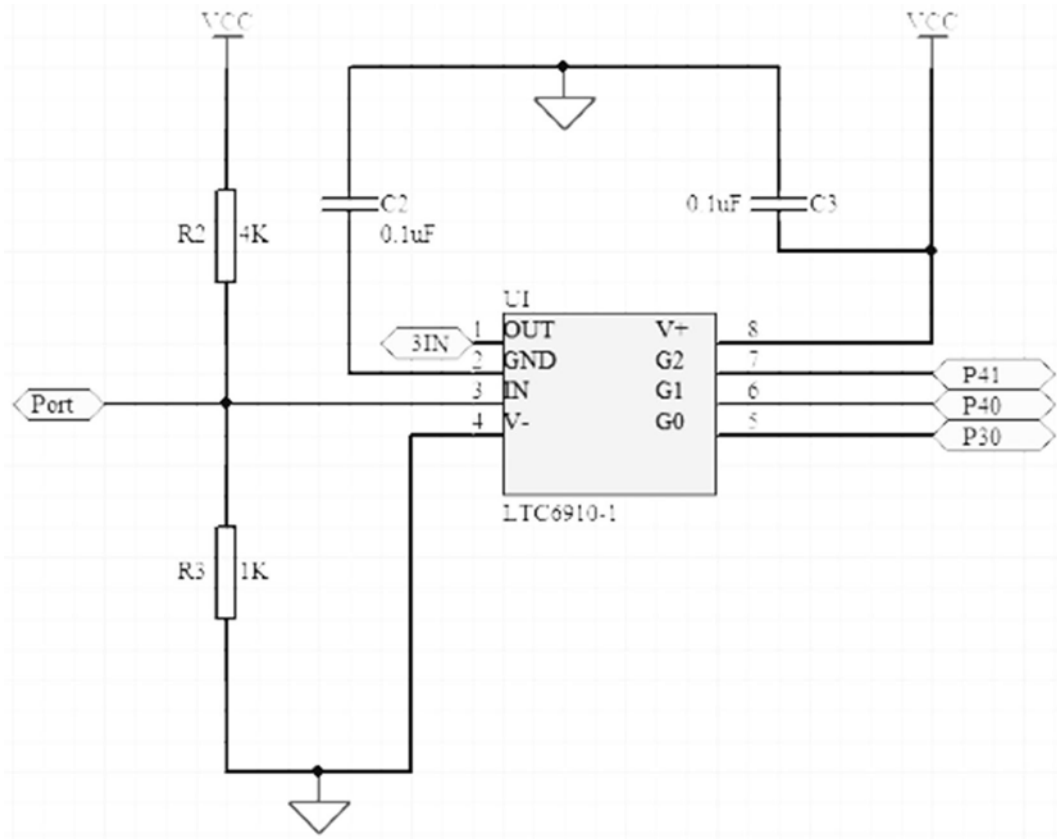 VCC
VCC
C2
0.1uF
0.1uF
C3
R2
4K
U1
3IN
1
OUT
V+
8
2
GND
G2
7
P41
Port
3
IN
G1
6
P40
4
V-
G0
5
P30
LTC6910-1
R3
1K